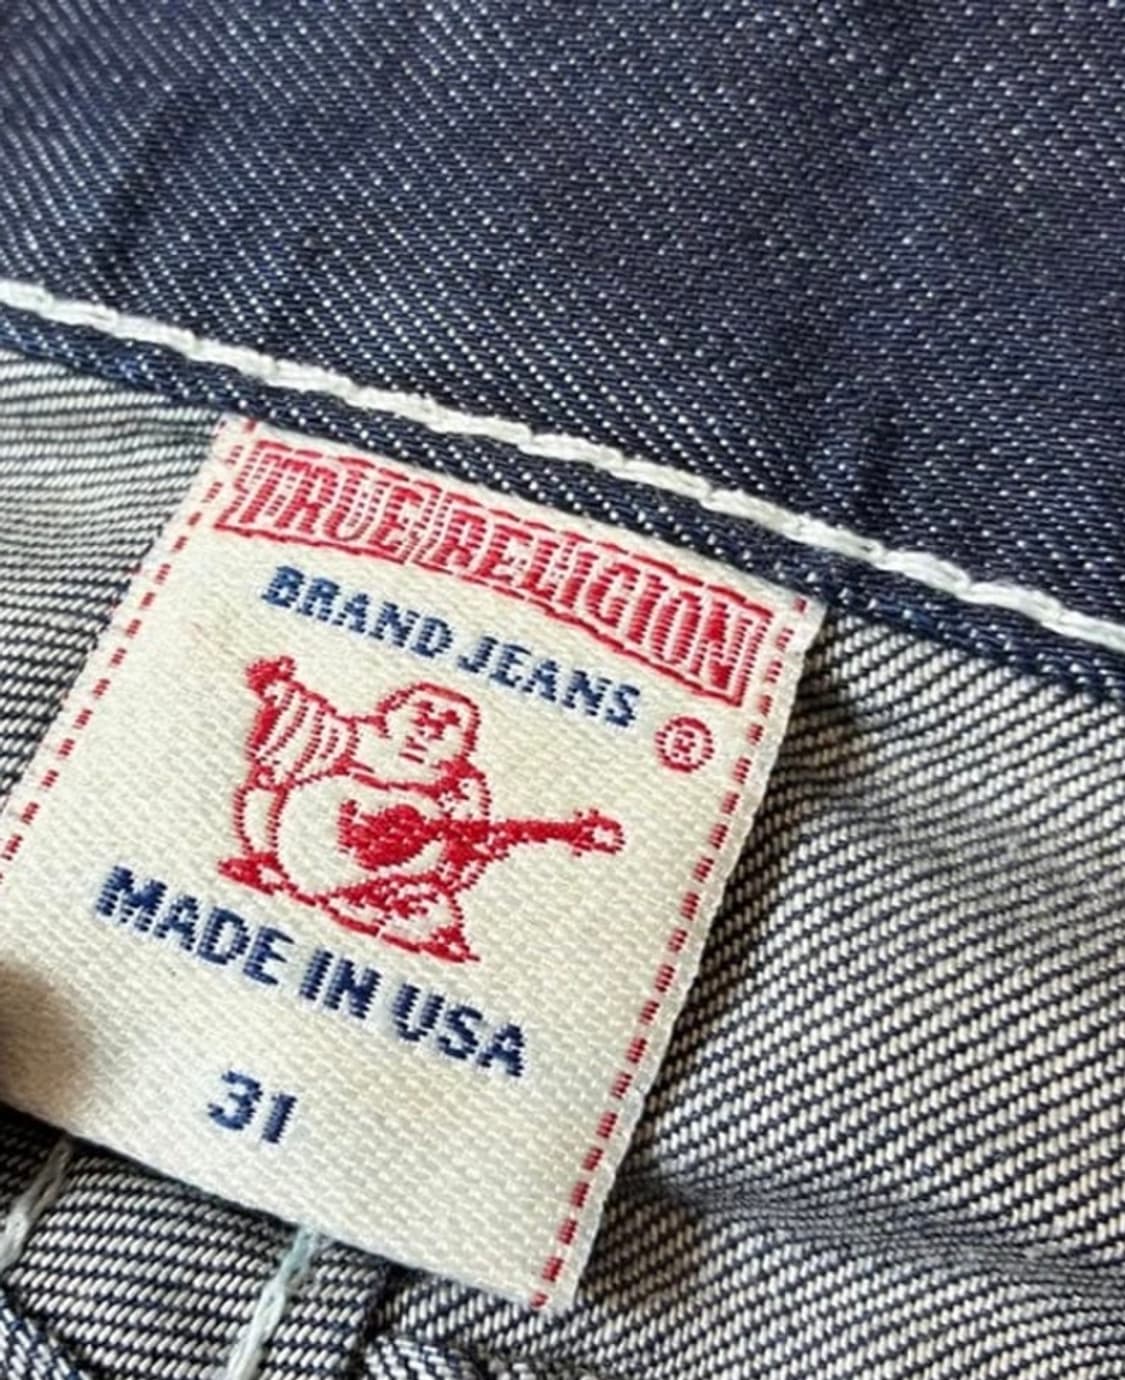 TRUE RELIGION
BRAND JEANS
®
MADE IN USA
31